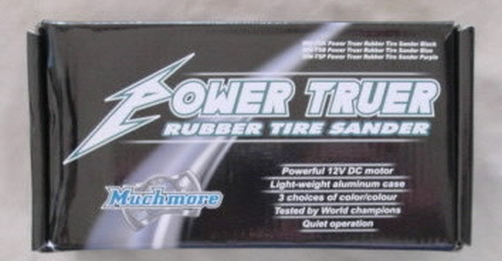 Power Truer Rubber Tire Sander Black
Power Truer Rubber Tire Sander Blue
Power Truer Rubber Tire Sander Purple
POWER TRUER
RUBBER TIRE SANDER
Powerful 12V DC motor
Light-weight aluminum case
3 choices of color/colour
Tested by World champions
Quiet operation
Muchmore